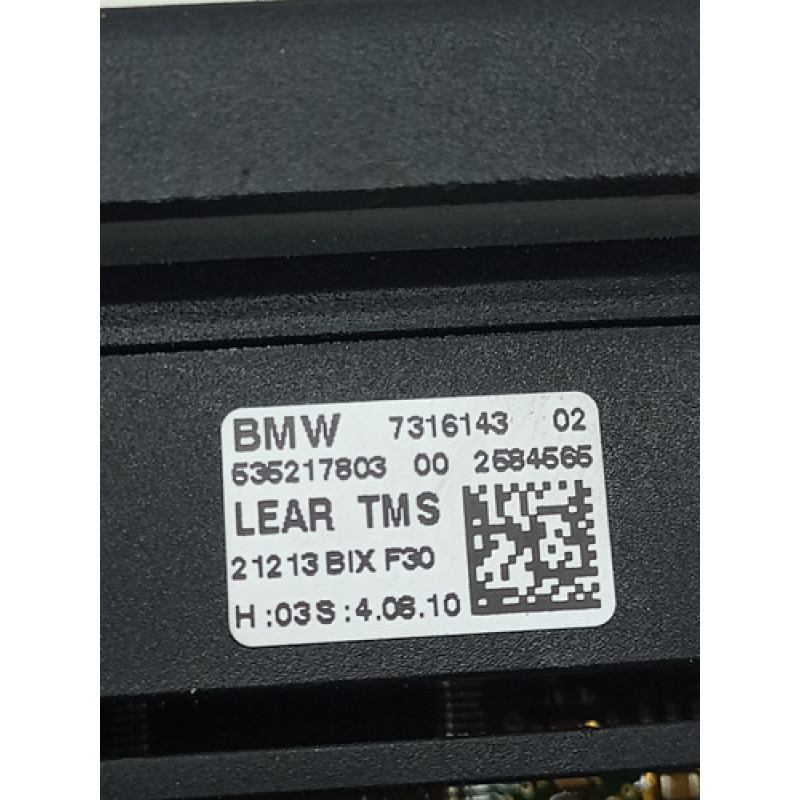 BMW 7316143 02
535217803 00 2584565
LEAR TMS
21213 BIX F30
H :03 S :4.08.10